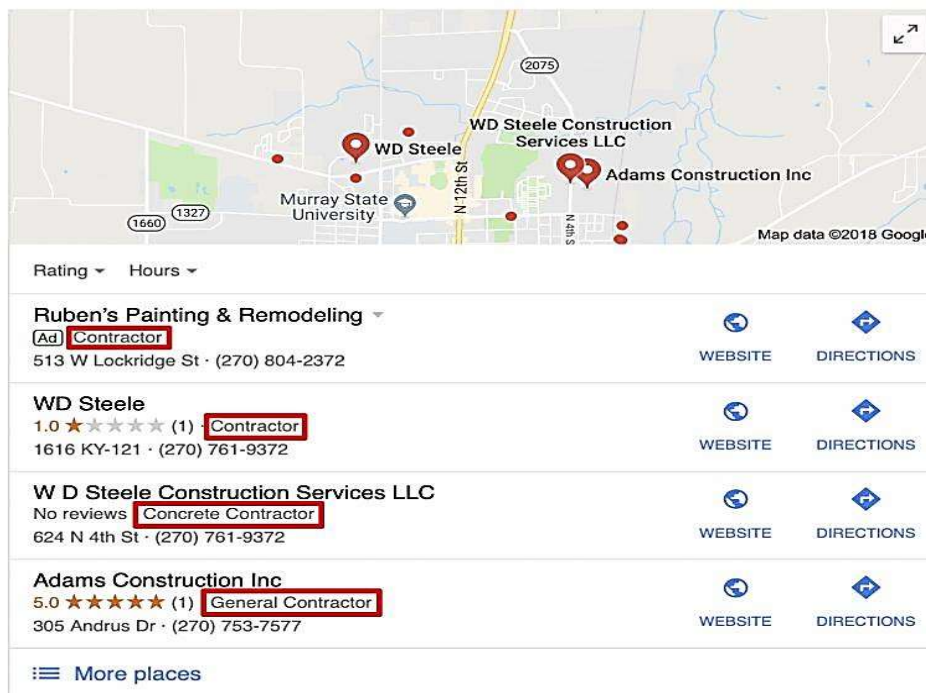 2075
WD Steele Construction
Services LLC
WD Steele
Adams Construction Inc
Murray State
University
N 12th St
N 4th S
1327
1660
Map data ©2018 Google
Rating Hours
Ruben's Painting & Remodeling
Ad Contractor
513 W Lockridge St · (270) 804-2372
WEBSITE DIRECTIONS
WD Steele
1.0 (1) · Contractor
1616 KY-121 · (270) 761-9372
WEBSITE DIRECTIONS
W D Steele Construction Services LLC
No reviews Concrete Contractor
624 N 4th St · (270) 761-9372
WEBSITE DIRECTIONS
Adams Construction Inc
5.0 (1) General Contractor
305 Andrus Dr · (270) 753-7577
WEBSITE DIRECTIONS
More places